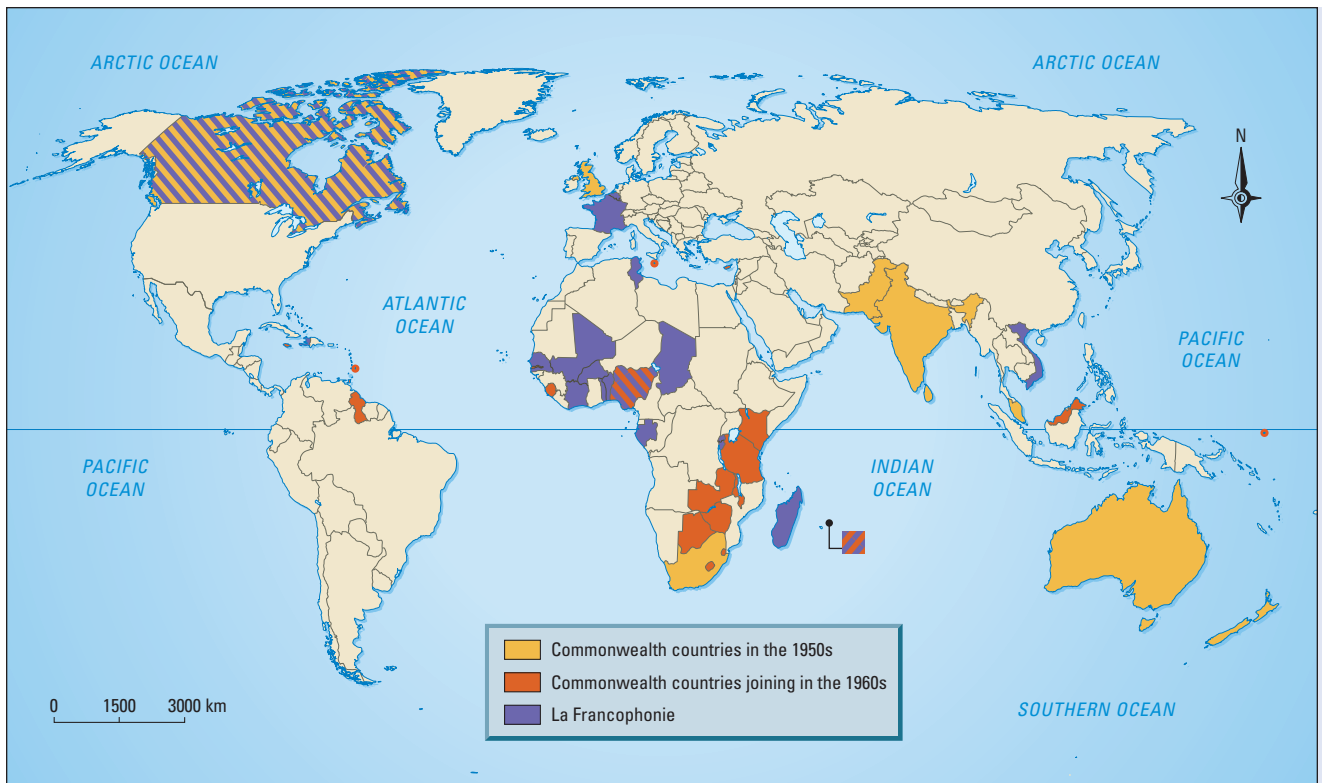 ARCTIC OCEAN
ARCTIC OCEAN
N
ATLANTIC
OCEAN
PACIFIC
OCEAN
PACIFIC
OCEAN
INDIAN
OCEAN
Commonwealth countries in the 1950s
Commonwealth countries joining in the 1960s
La Francophonie
0 1500 3000 km
SOUTHERN OCEAN